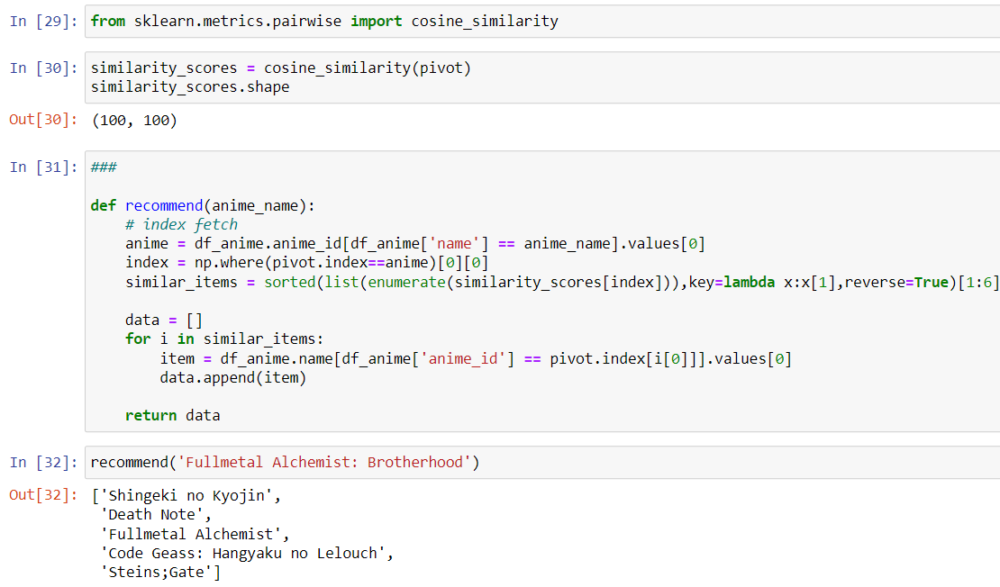 In [29]: from sklearn.metrics.pairwise import cosine_similarity
In [30]: similarity_scores = cosine_similarity(pivot)
similarity_scores.shape
Out[30]: (100, 100)
In [31]: ###
def recommend(anime_name):
    # index fetch
    anime = df_anime.anime_id[df_anime['name'] == anime_name].values[0]
    index = np.where(pivot.index==anime)[0][0]
    similar_items = sorted(list(enumerate(similarity_scores[index])),key=lambda x:x[1],reverse=True)[1:6]
    data = []
    for i in similar_items:
        item = df_anime.name[df_anime['anime_id'] == pivot.index[i[0]]].values[0]
        data.append(item)
    return data
In [32]: recommend('Fullmetal Alchemist: Brotherhood')
Out[32]: ['Shingeki no Kyojin',
 'Death Note',
 'Fullmetal Alchemist',
 'Code Geass: Hangyaku no Lelouch',
 'Steins;Gate']